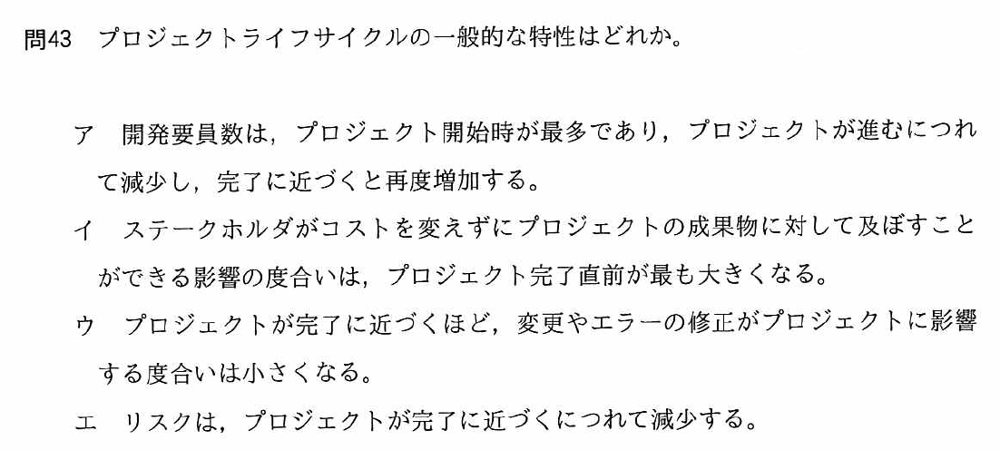 問43　プロジェクトライフサイクルの一般的な特性はどれか。
ア　開発要員数は，プロジェクト開始時が最多であり，プロジェクトが進むにつれ
て減少し，完了に近づくと再度増加する。
イ　ステークホルダがコストを変えずにプロジェクトの成果物に対して及ぼすこと
ができる影響の度合いは，プロジェクト完了直前が最も大きくなる。
ウ　プロジェクトが完了に近づくほど，変更やエラーの修正がプロジェクトに影響
する度合いは小さくなる。
エ　リスクは，プロジェクトが完了に近づくにつれて減少する。